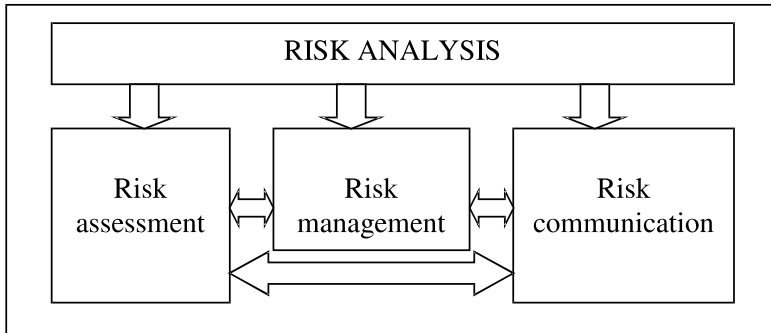 RISK ANALYSIS
Risk
assessment
Risk
management
Risk
communication